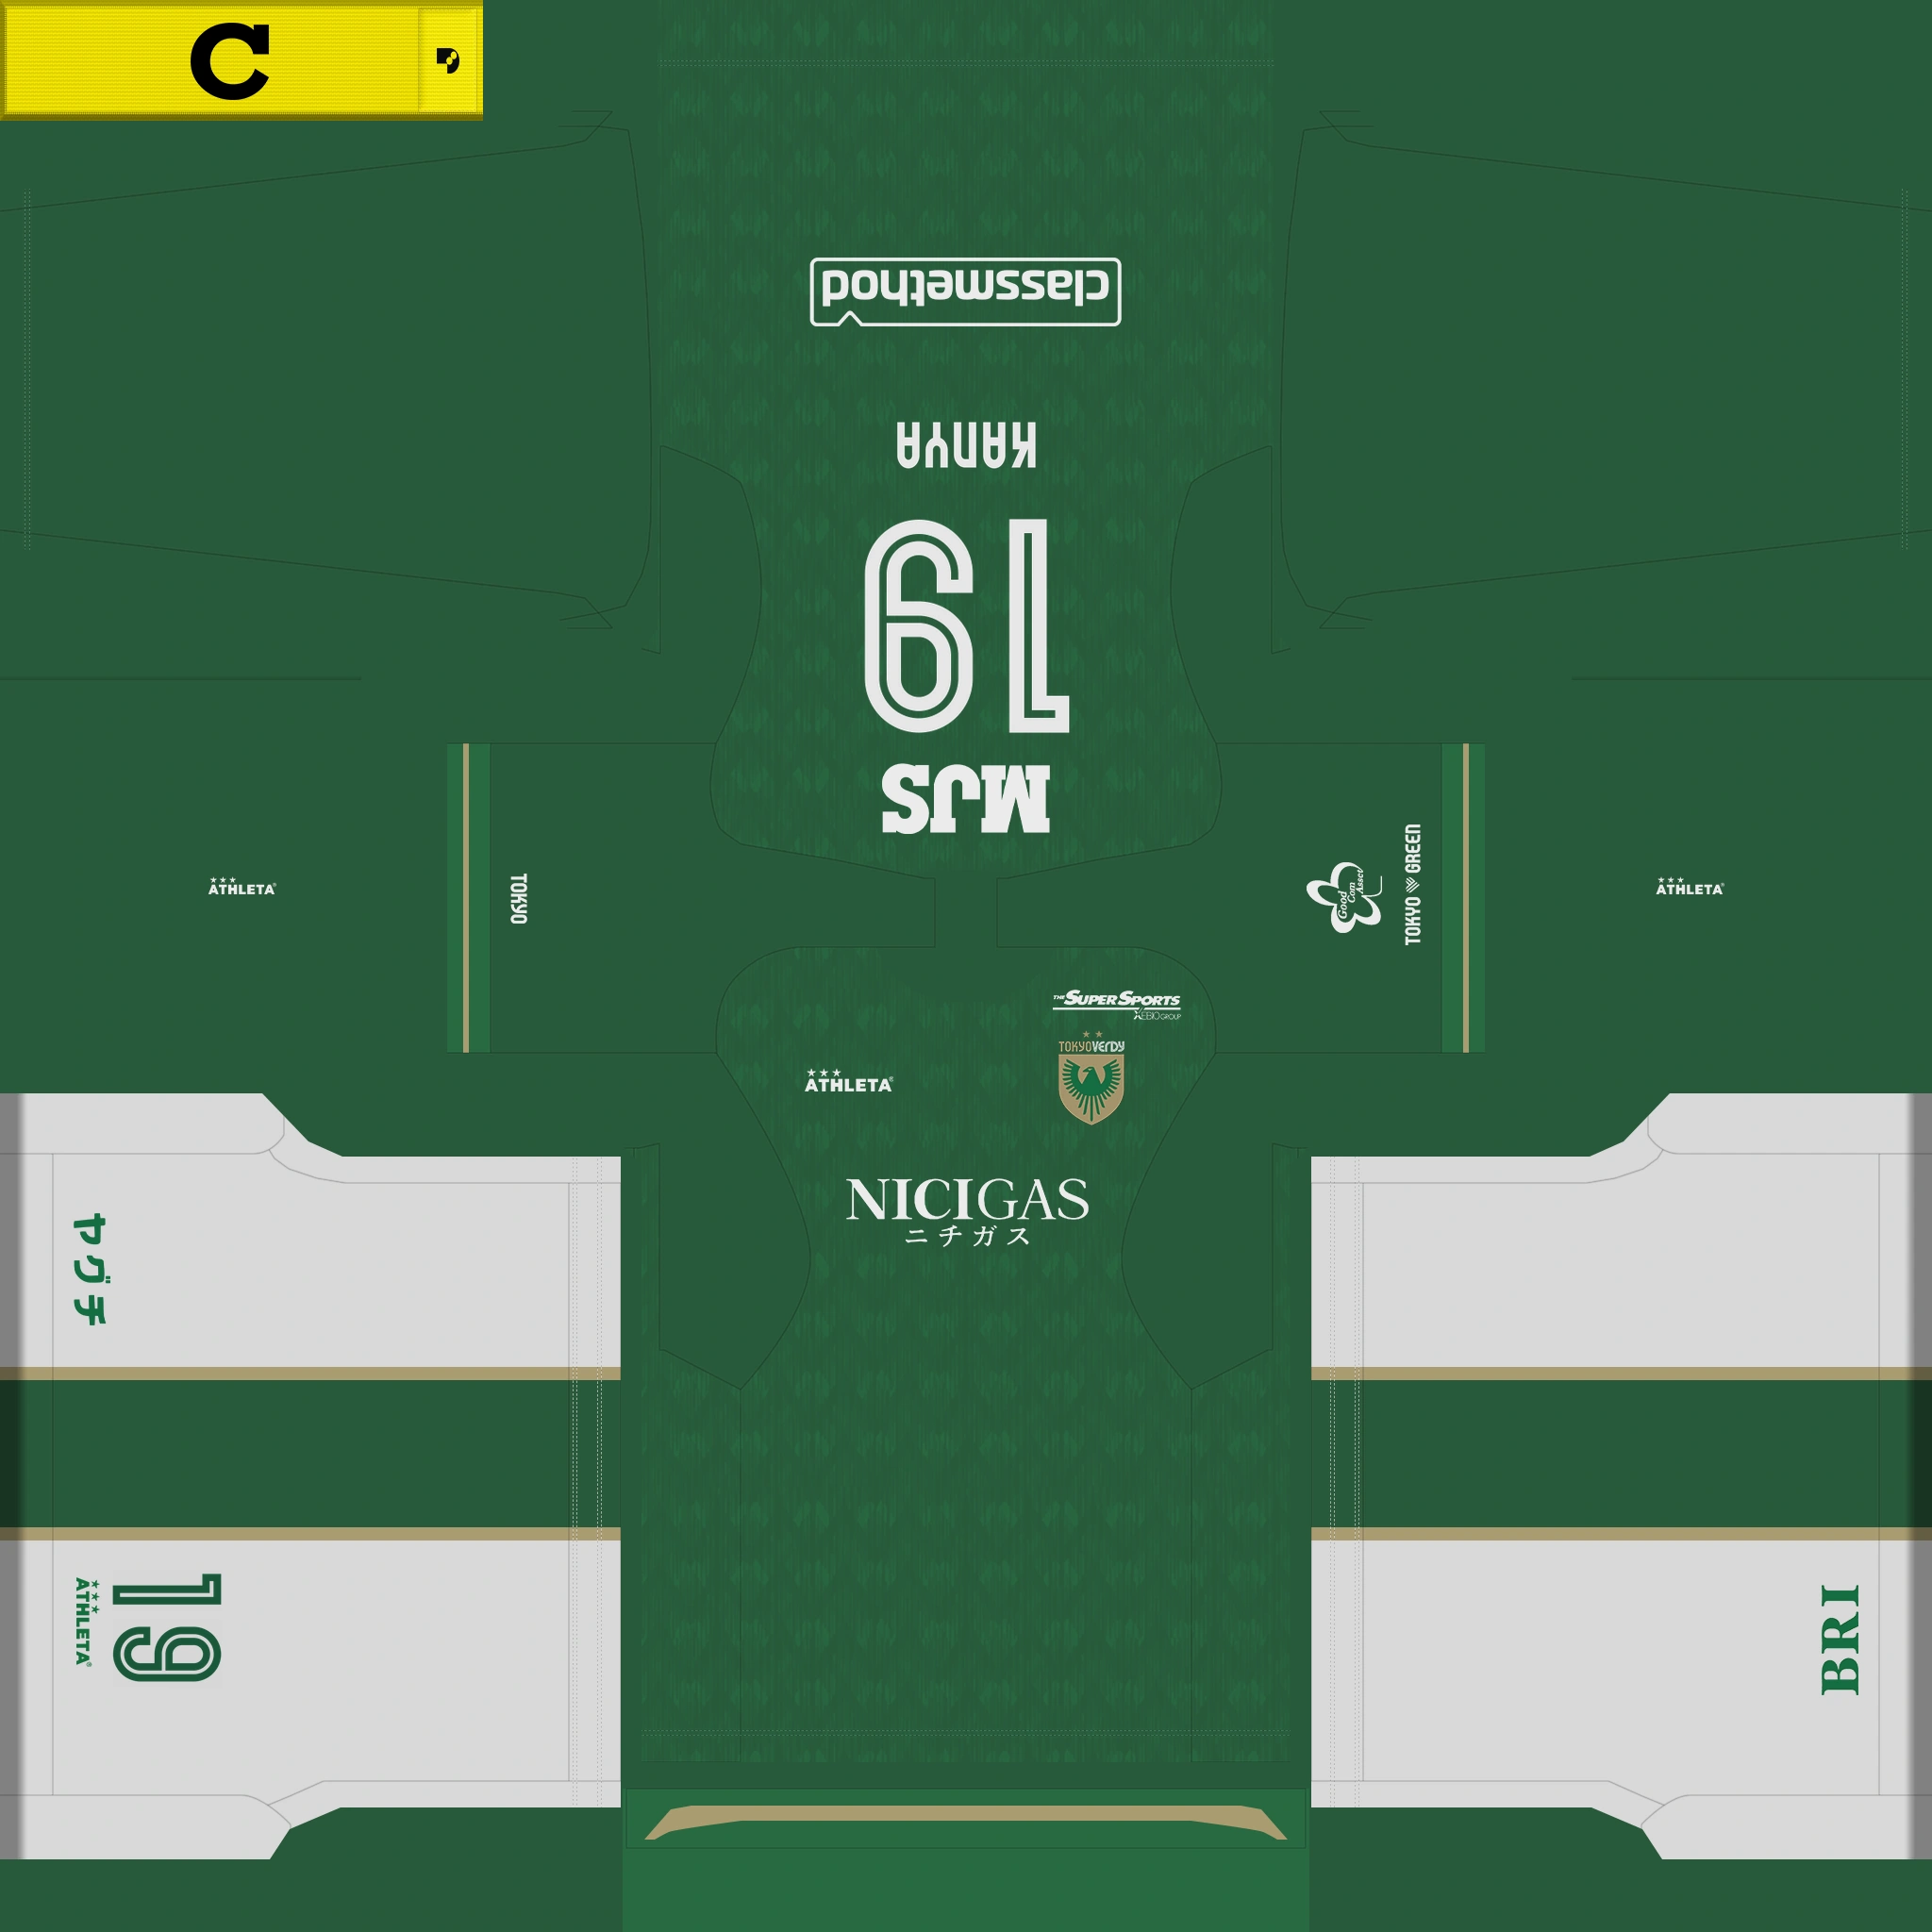 C
classmethod
KANYA
19
MJS
ATHLETA
TOKYO
Good
Com
Asset
TOKYO GREEN
ATHLETA
THE SUPER SPORTS
XEBIO GROUP
TOKYO VERDY
ATHLETA
NICIGAS
ニチガス
ヤグチ
19
ATHLETA
BRI